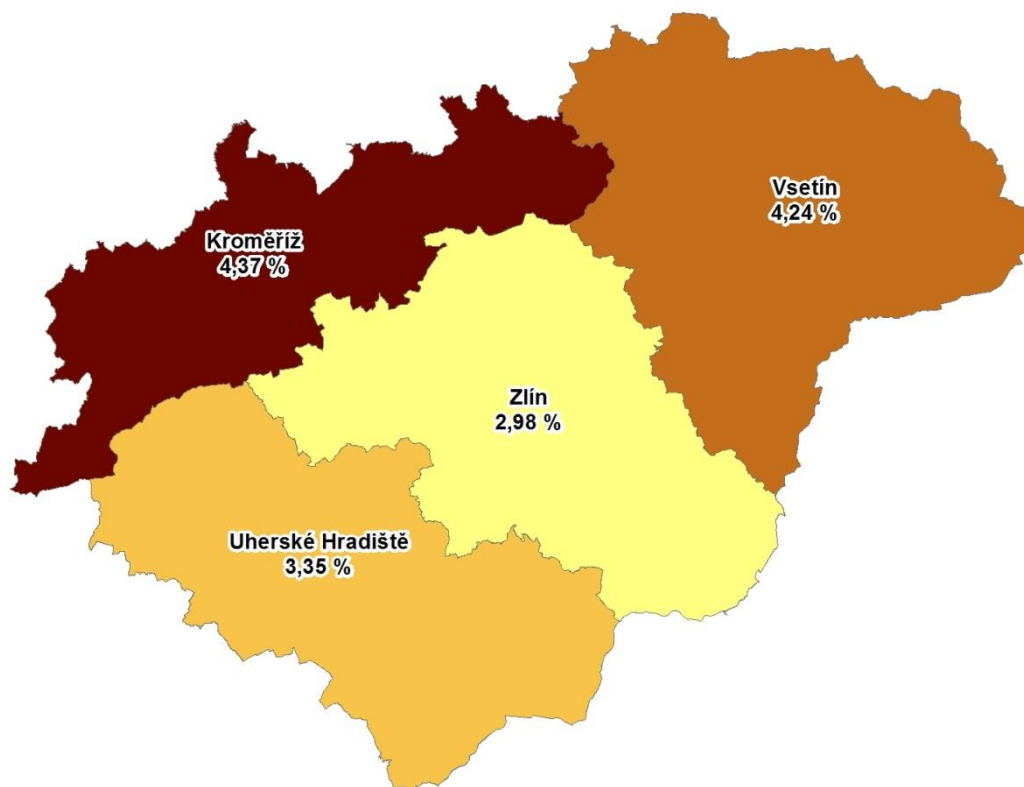 Vsetín
4,24 %
Kroměříž
4,37 %
Zlín
2,98 %
Uherské Hradiště
3,35 %